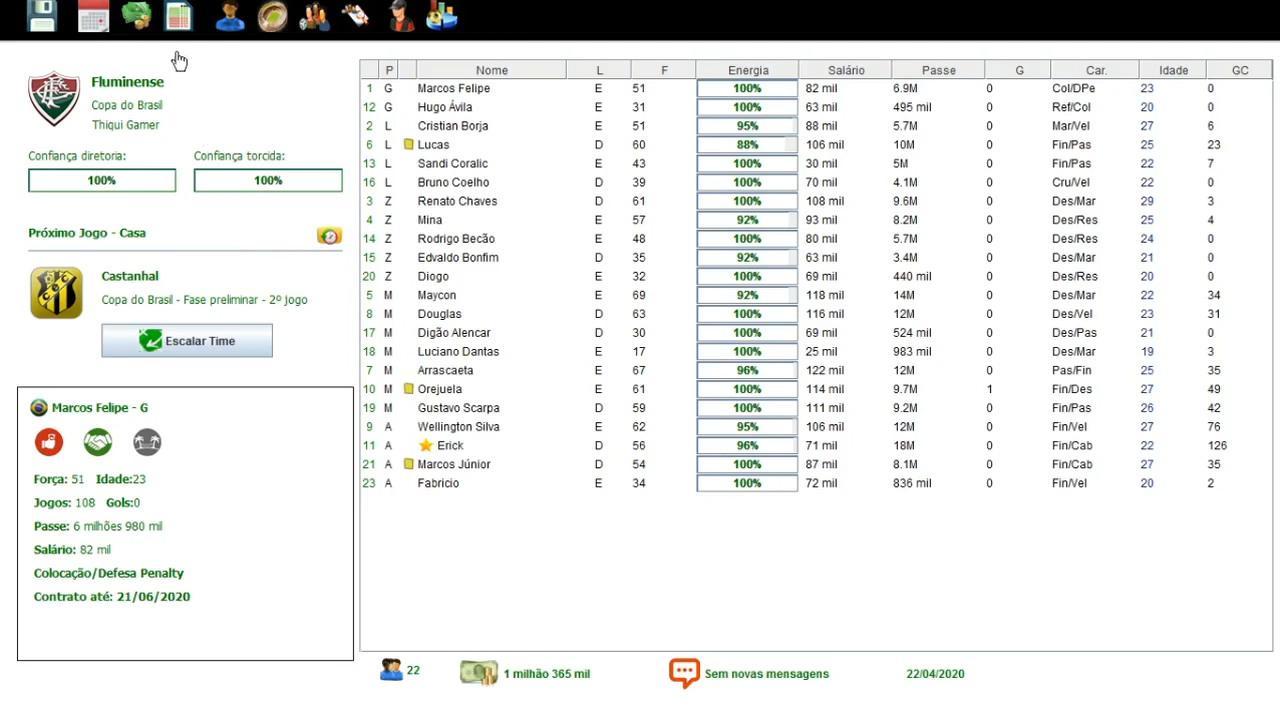 Fluminense
Copa do Brasil
Thiqui Gamer
Confiança diretoria: Confiança torcida:
100% 100%
Próximo Jogo - Casa
Castanhal
Copa do Brasil - Fase preliminar - 2º jogo
Escalar Time
Marcos Felipe - G
Força: 51 Idade:23
Jogos: 108 Gols:0
Passe: 6 milhões 980 mil
Salário: 82 mil
Colocação/Defesa Penalty
Contrato até: 21/06/2020
P Nome L F Energia Salário Passe G Car. Idade GC
1 G Marcos Felipe E 51 100% 82 mil 6.9M 0 Col/DPe 23 0
12 G Hugo Ávila E 31 100% 63 mil 495 mil 0 Ref/Col 20 0
2 L Cristian Borja E 51 95% 88 mil 5.7M 0 Mar/Vel 27 6
6 L Lucas D 60 88% 106 mil 10M 0 Fin/Pas 25 23
13 L Sandi Coralic E 43 100% 30 mil 5M 0 Fin/Pas 22 7
16 L Bruno Coelho D 39 100% 70 mil 4.1M 0 Cru/Vel 22 0
3 Z Renato Chaves D 61 100% 108 mil 9.6M 0 Des/Mar 29 3
4 Z Mina E 57 92% 93 mil 8.2M 0 Des/Res 25 4
14 Z Rodrigo Becão E 48 100% 80 mil 5.7M 0 Des/Res 24 0
15 Z Edvaldo Bonfim D 35 92% 63 mil 3.4M 0 Des/Mar 21 0
20 Z Diogo E 32 100% 69 mil 440 mil 0 Des/Res 20 0
5 M Maycon E 69 92% 118 mil 14M 0 Des/Mar 22 34
8 M Douglas D 63 100% 116 mil 12M 0 Des/Vel 23 31
17 M Digão Alencar D 30 100% 69 mil 524 mil 0 Des/Pas 21 0
18 M Luciano Dantas E 17 100% 25 mil 983 mil 0 Des/Mar 19 3
7 M Arrascaeta E 67 96% 122 mil 12M 0 Pas/Fin 25 35
10 M Orejuela E 61 100% 114 mil 9.7M 1 Fin/Des 27 49
19 M Gustavo Scarpa D 59 100% 111 mil 9.2M 0 Fin/Pas 26 42
9 A Wellington Silva E 62 95% 106 mil 12M 0 Fin/Vel 27 76
11 A Erick D 56 96% 71 mil 18M 0 Fin/Cab 22 126
21 A Marcos Júnior D 54 100% 87 mil 8.1M 0 Fin/Cab 27 35
23 A Fabricio E 34 100% 72 mil 836 mil 0 Fin/Vel 20 2
22 1 milhão 365 mil Sem novas mensagens 22/04/2020